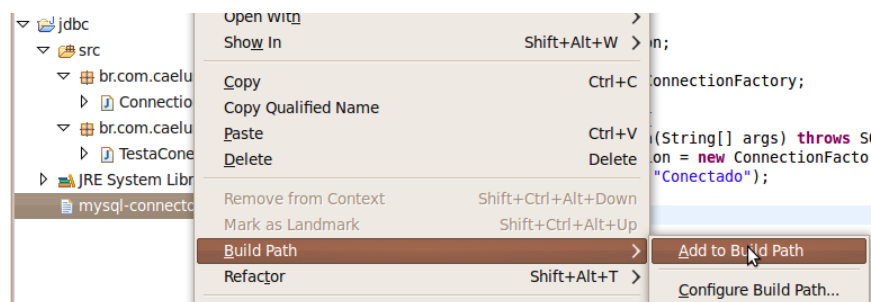 Open With
jdbc
Show In Shift+Alt+W
on;
src
br.com.caelu
Copy Ctrl+C
ConnectionFactory;
Connectio
Copy Qualified Name
br.com.caelu
Paste Ctrl+V
(String[] args) throws SQ
TestaCone
Delete Delete
on = new ConnectionFacto
JRE System Libr
"Conectado");
mysql-connecto
Remove from Context Shift+Ctrl+Alt+Down
Mark as Landmark Shift+Ctrl+Alt+Up
Build Path
Add to Build Path
Refactor Shift+Alt+T
Configure Build Path...